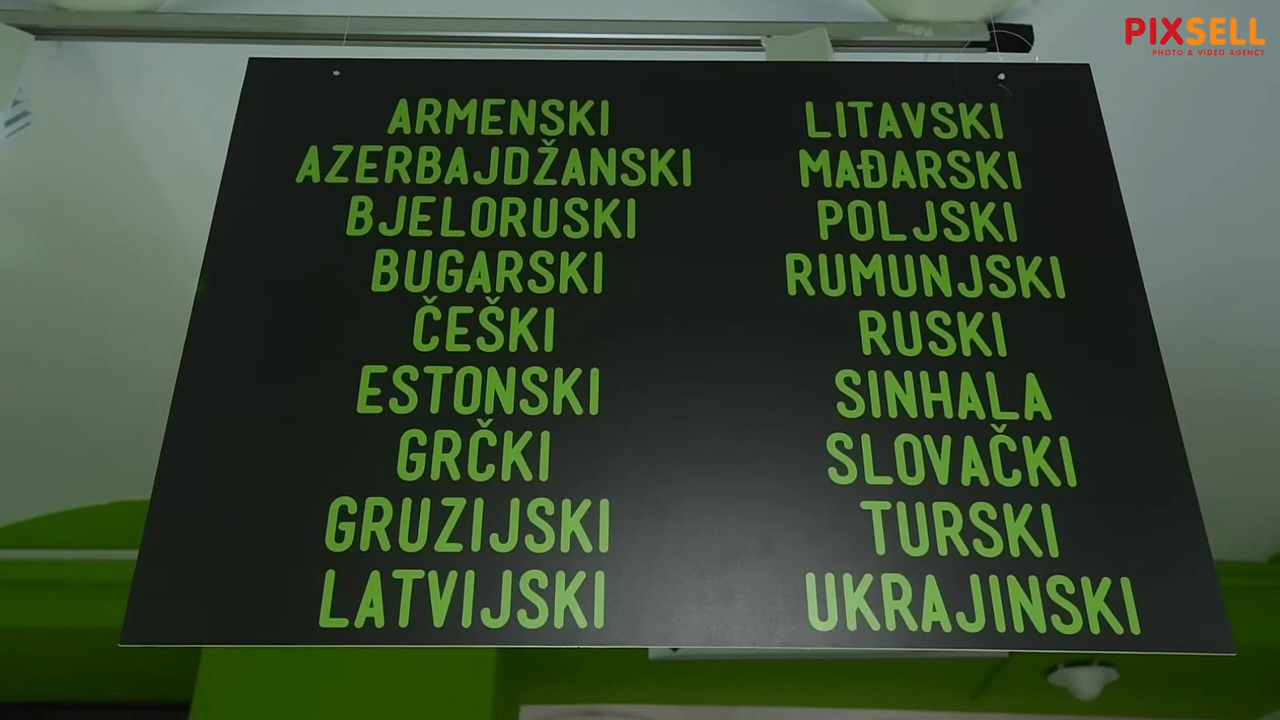 PIXSELL
PHOTO & VIDEO AGENCY
ARMENSKI
AZERBAJDŽANSKI
BJELORUSKI
BUGARSKI
ČEŠKI
ESTONSKI
GRČKI
GRUZIJSKI
LATVIJSKI
LITAVSKI
MAĐARSKI
POLJSKI
RUMUNJSKI
RUSKI
SINHALA
SLOVAČKI
TURSKI
UKRAJINSKI